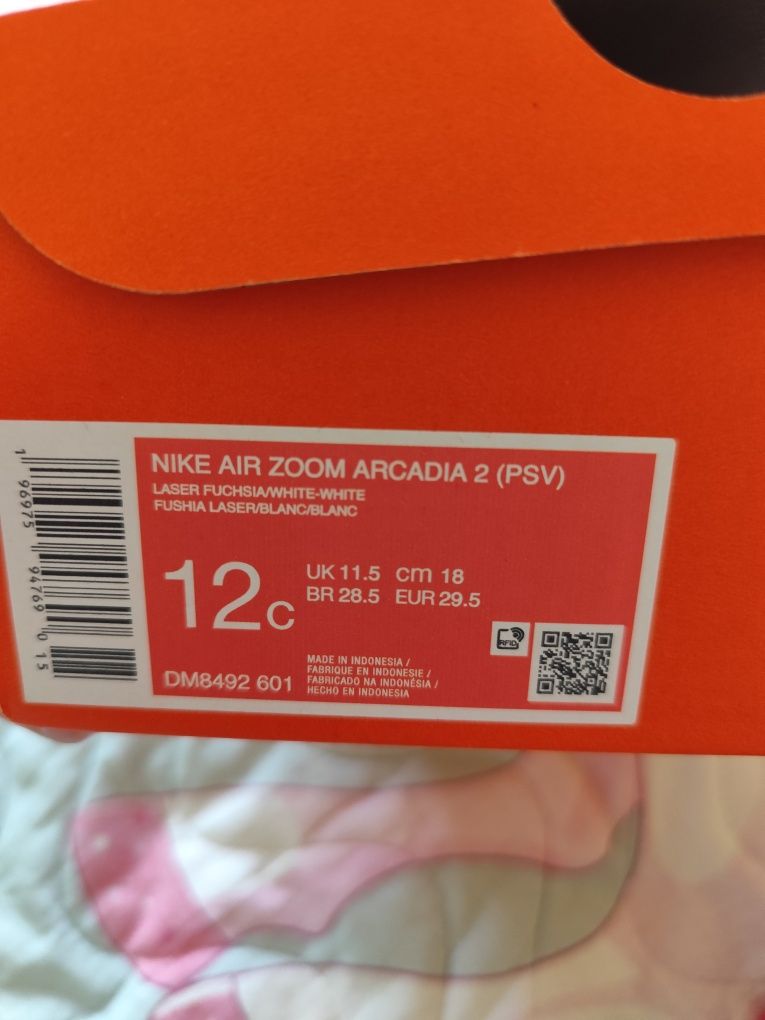 NIKE AIR ZOOM ARCADIA 2 (PSV)
LASER FUCHSIA/WHITE-WHITE
FUSHIA LASER/BLANC/BLANC
12C
UK 11.5 cm 18
BR 28.5 EUR 29.5
RFID
DM8492 601
MADE IN INDONESIA /
FABRIQUE EN INDONESIE /
FABRICADO NA INDONÉSIA /
HECHO EN INDONESIA
1 96975 94769 0 15